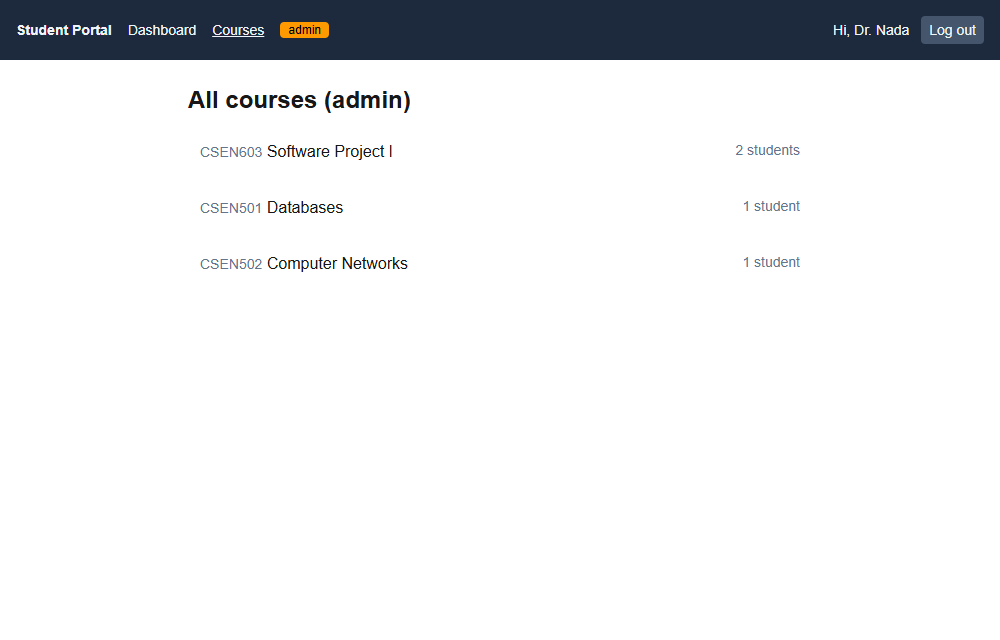 Student Portal Dashboard Courses admin Hi, Dr. Nada Log out
All courses (admin)
CSEN603 Software Project I 2 students
CSEN501 Databases 1 student
CSEN502 Computer Networks 1 student